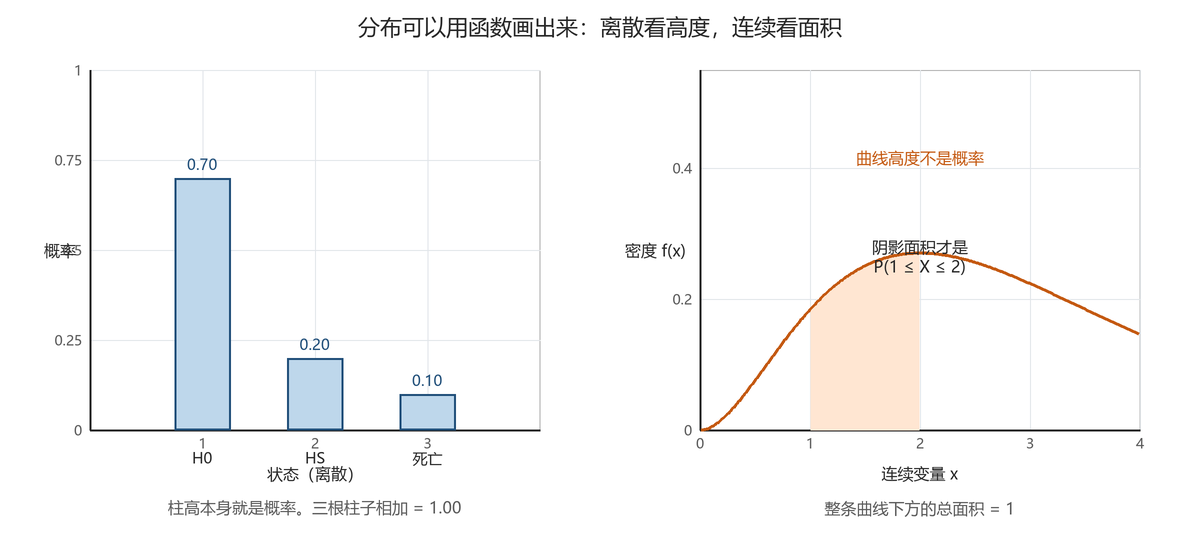 分布可以用函数画出来：离散看高度，连续看面积
1
0.75
概率
0.25
0
0.70
0.20
0.10
1
2
3
H0
HS
死亡
状态（离散）
柱高本身就是概率。三根柱子相加 = 1.00
0.4
0.2
0
密度 f(x)
曲线高度不是概率
阴影面积才是
P(1 ≤ X ≤ 2)
0
1
2
3
4
连续变量 x
整条曲线下方的总面积 = 1